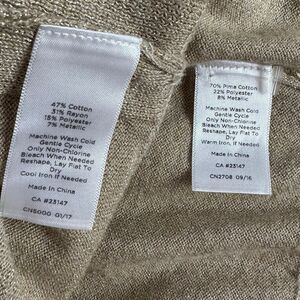 47% Cotton
31% Rayon
15% Polyester
7% Metallic
Machine Wash Cold
Gentle Cycle
Only Non-Chlorine
Bleach When Needed
Reshape, Lay Flat To
Dry
Cool Iron, If Needed
Made In China
CA #23147
CN5000 01/17
70% Pima Cotton
22% Polyester
8% Metallic
Machine Wash Cold
Gentle Cycle
Only Non-Chlorine
Bleach When Needed
Reshape, Lay Flat To
Dry
Warm Iron, If Needed
Made In China
CA #23147
CN2708 09/16